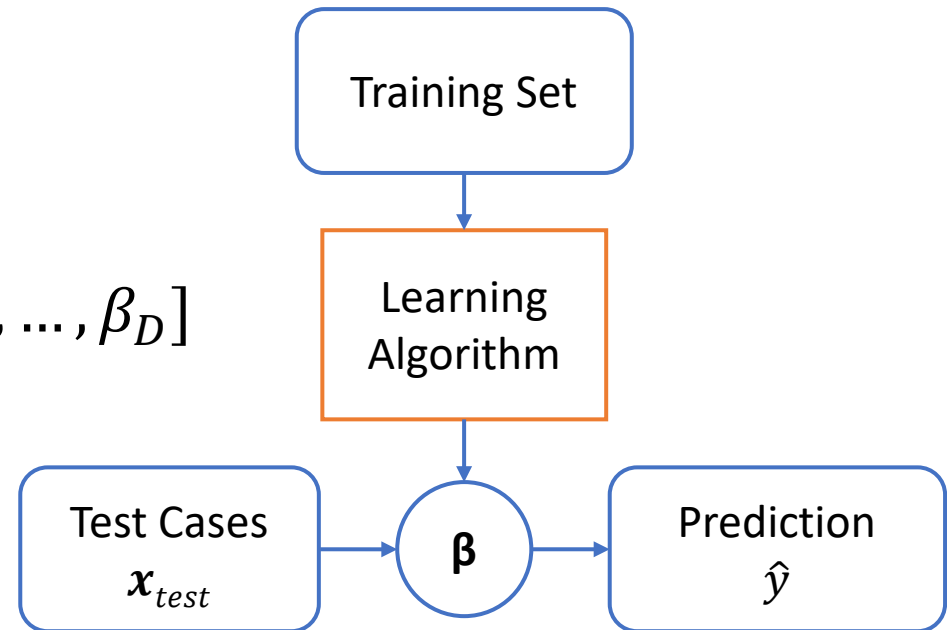 Training Set
, … , β_D]
Learning
Algorithm
Test Cases
x_test
β
Prediction
ŷ